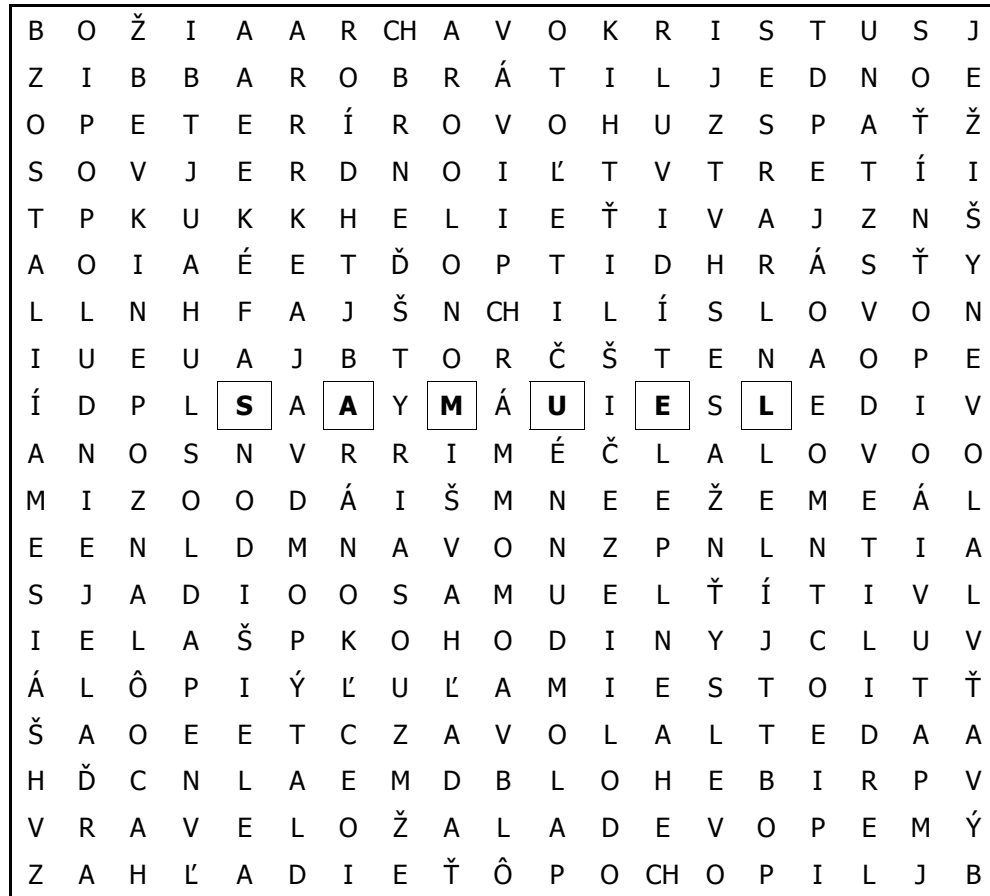 B O Ž I A A R CH A V O K R I S T U S J
Z I B B A R O B R Á T I L J E D N O E
O P E T E R Í R O V O H U Z S P A Ť Ž
S O V J E R D N O I Ľ T V T R E T Í I
T P K U K K H E L I E Ť I V A J Z N Š
A O I A É E T Ď O P T I D H R Á S Ť Y
L L N H F A J Š N CH I L Í S L O V O N
I U E U A J B T O R Č Š T E N A O P E
Í D P L S A A Y M Á U I E S L E D I V
A N O S N V R R I M É Č L A L O V O O
M I Z O O D Á I Š M N E E Ž E M E Á L
E E N L D M N A V O N Z P N L N T I A
S J A D I O O S A M U E L Ť Í T I V L
I E L A Š P K O H O D I N Y J C L U V
Á L Ô P I Ý Ľ U Ľ A M I E S T O I T Ť
Š A O E E T C Z A V O L A L T E D A A
H Ď C N L A E M D B L O H E B I R P V
V R A V E L O Ž A L A D E V O P E M Ý
Z A H Ľ A D I E Ť Ô P O CH O P I L J B